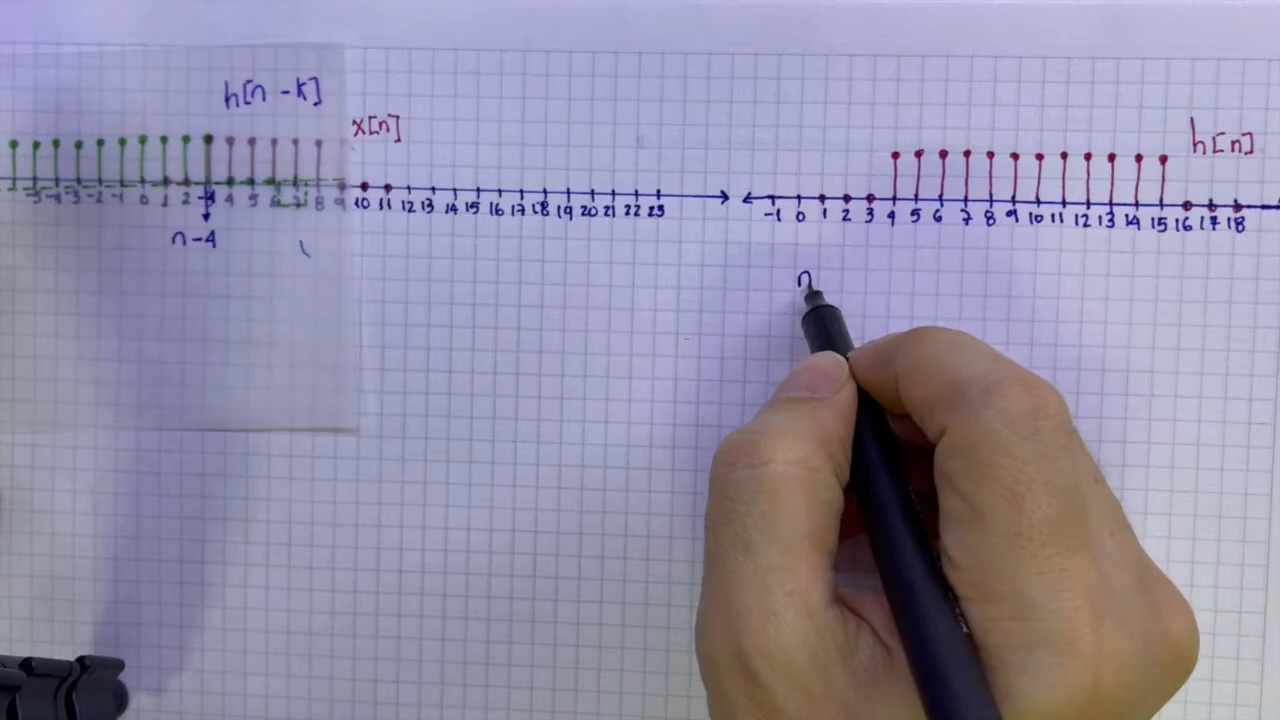 h[n-k]
x[n]
-5 -4 -3 -2 -1 0 1 2 4 5 6 7 8 9 10 11 12 13 14 15 16 17 18 19 20 21 22 23
n-4
h[n]
-1 0 1 2 3 4 5 6 7 8 9 10 11 12 13 14 15 16 17 18
n